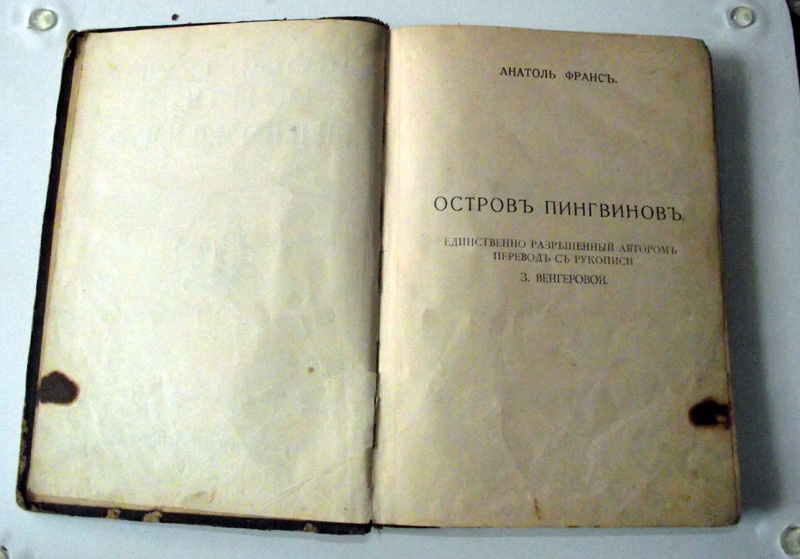 АНАТОЛЬ ФРАНСЪ.
ОСТРОВЪ ПИНГВИНОВЪ.
ЕДИНСТВЕННО РАЗРѢШЕННЫЙ АВТОРОМЪ
ПЕРЕВОДЪ СЪ РУКОПИСИ
З. ВЕНГЕРОВОЙ.